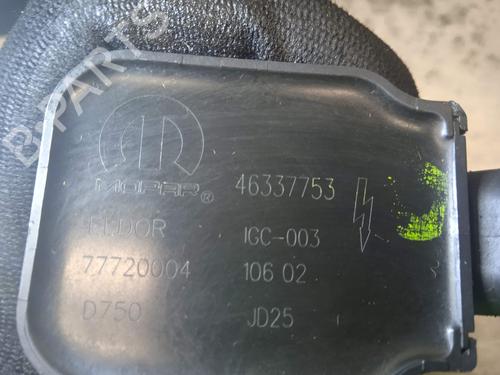 B-PARTS
MOPAR®
46337753
ELDOR
IGC-003
77720004
106 02
D750
JD25